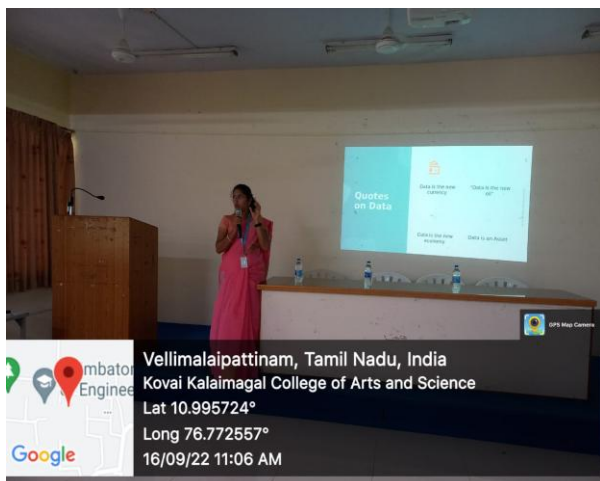 Quotes
on Data
Data is the new
currency
"Data is the new
oil"
Data is the new
economy
Data is an Asset
GPS Map Camera
mbator
Enginee
...
Google
Vellimalaipattinam, Tamil Nadu, India
Kovai Kalaimagal College of Arts and Science
Lat 10.995724°
Long 76.772557°
16/09/22 11:06 AM